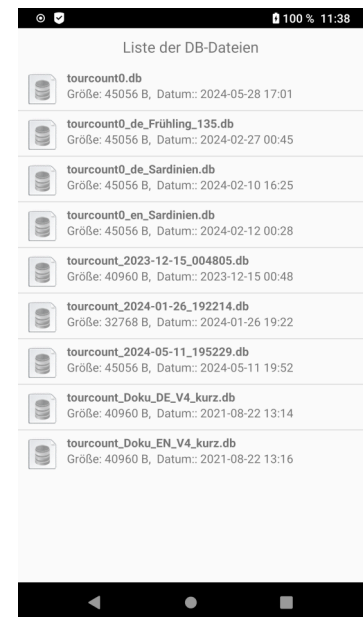 100 % 11:38
Liste der DB-Dateien
tourcount0.db
Größe: 45056 B, Datum:: 2024-05-28 17:01
tourcount0_de_Frühling_135.db
Größe: 45056 B, Datum:: 2024-02-27 00:45
tourcount0_de_Sardinien.db
Größe: 45056 B, Datum:: 2024-02-10 16:25
tourcount0_en_Sardinien.db
Größe: 45056 B, Datum:: 2024-02-12 00:28
tourcount_2023-12-15_004805.db
Größe: 40960 B, Datum:: 2023-12-15 00:48
tourcount_2024-01-26_192214.db
Größe: 32768 B, Datum:: 2024-01-26 19:22
tourcount_2024-05-11_195229.db
Größe: 45056 B, Datum:: 2024-05-11 19:52
tourcount_Doku_DE_V4_kurz.db
Größe: 40960 B, Datum:: 2021-08-22 13:14
tourcount_Doku_EN_V4_kurz.db
Größe: 40960 B, Datum:: 2021-08-22 13:16